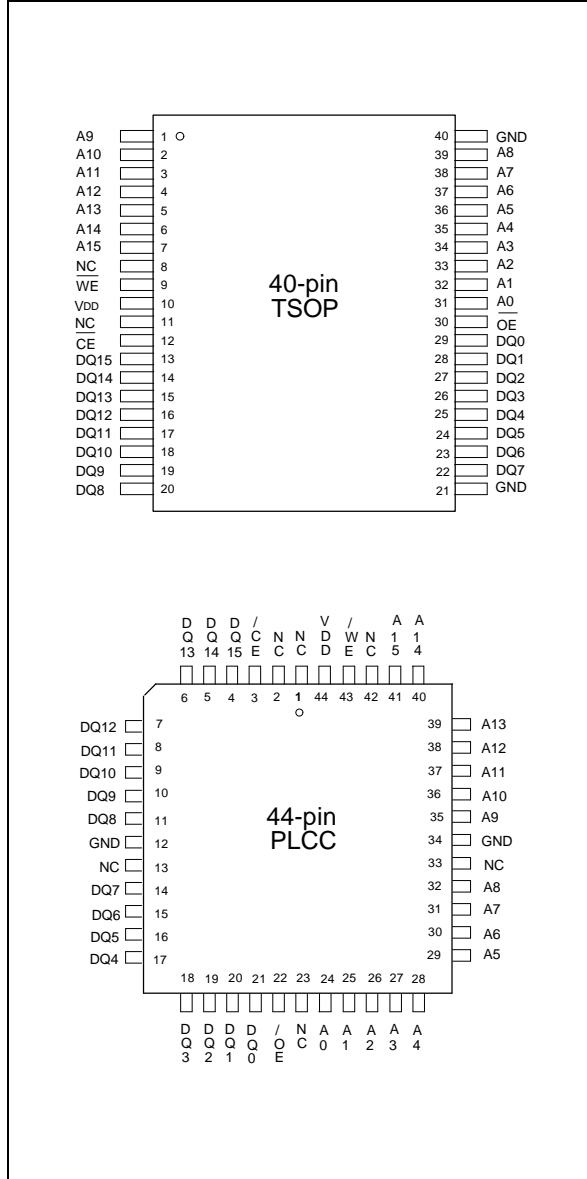 A9 1 40 GND
A10 2 39 A8
A11 3 38 A7
A12 4 37 A6
A13 5 36 A5
A14 6 35 A4
A15 7 34 A3
NC 8 33 A2
WE 9 32 A1
VDD 10 31 A0
NC 11 30 OE
CE 12 29 DQ0
DQ15 13 28 DQ1
DQ14 14 27 DQ2
DQ13 15 26 DQ3
DQ12 16 25 DQ4
DQ11 17 24 DQ5
DQ10 18 23 DQ6
DQ9 19 22 DQ7
DQ8 20 21 GND
40-pin
TSOP
DQ13 DQ14 DQ15 /CE NC NC VDD /WE NC A15 A14
6 5 4 3 2 1 44 43 42 41 40
DQ12 7 39 A13
DQ11 8 38 A12
DQ10 9 37 A11
DQ9 10 36 A10
DQ8 11 35 A9
GND 12 34 GND
NC 13 33 NC
DQ7 14 32 A8
DQ6 15 31 A7
DQ5 16 30 A6
DQ4 17 29 A5
44-pin
PLCC
18 19 20 21 22 23 24 25 26 27 28
DQ3 DQ2 DQ1 DQ0 /OE NC A0 A1 A2 A3 A4